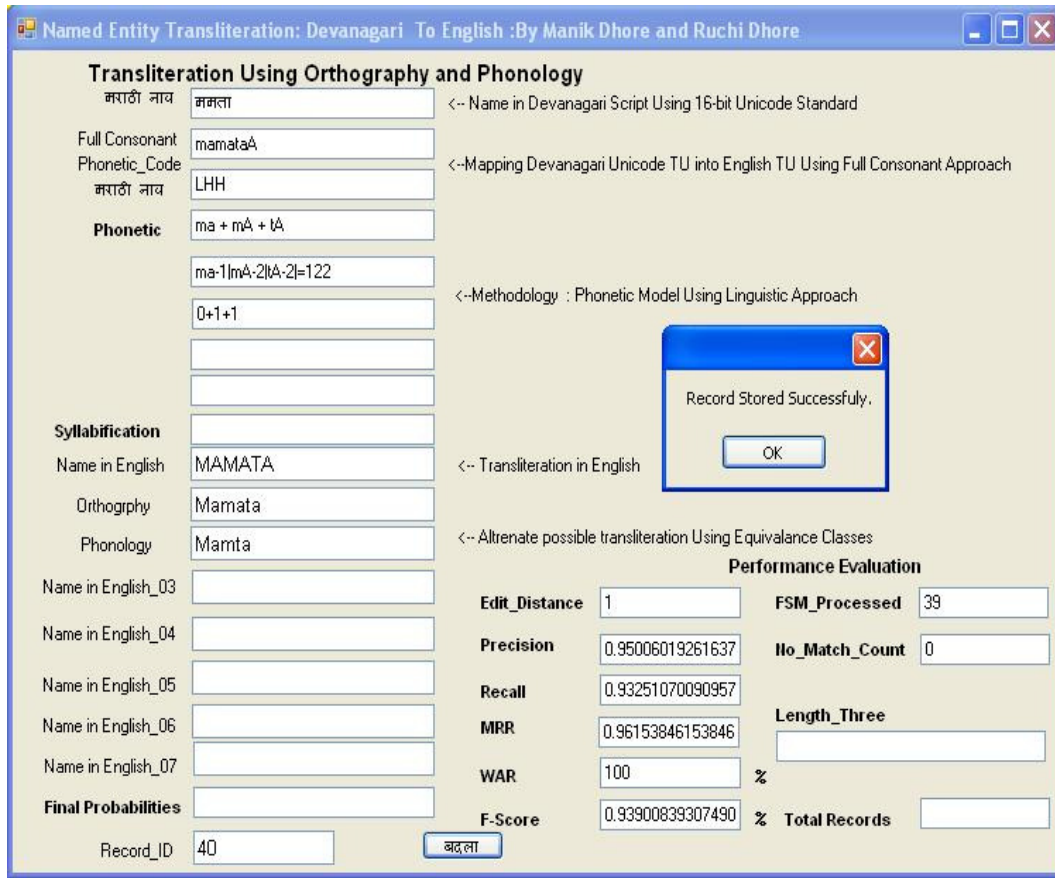 Named Entity Transliteration: Devanagari To English :By Manik Dhore and Ruchi Dhore
Transliteration Using Orthography and Phonology
मराठी नाव ममता <-- Name in Devanagari Script Using 16-bit Unicode Standard
Full Consonant mamataA
Phonetic_Code <--Mapping Devanagari Unicode TU into English TU Using Full Consonant Approach
मराठी नाव LHH
Phonetic ma + mA + tA
ma-1|mA-2|tA-2|=122
<--Methodology : Phonetic Model Using Linguistic Approach
0+1+1
Record Stored Successfuly.
OK
Syllabification
Name in English MAMATA <-- Transliteration in English
Orthogrphy Mamata
Phonology Mamta <-- Altrenate possible transliteration Using Equivalance Classes
Performance Evaluation
Name in English_03
Edit_Distance 1 FSM_Processed 39
Name in English_04
Precision 0.95006019261637 No_Match_Count 0
Name in English_05
Recall 0.93251070090957
Length_Three
Name in English_06
MRR 0.96153846153846
Name in English_07
WAR 100 %
Final Probabilities
F-Score 0.93900839307490 % Total Records
Record_ID 40 बदला